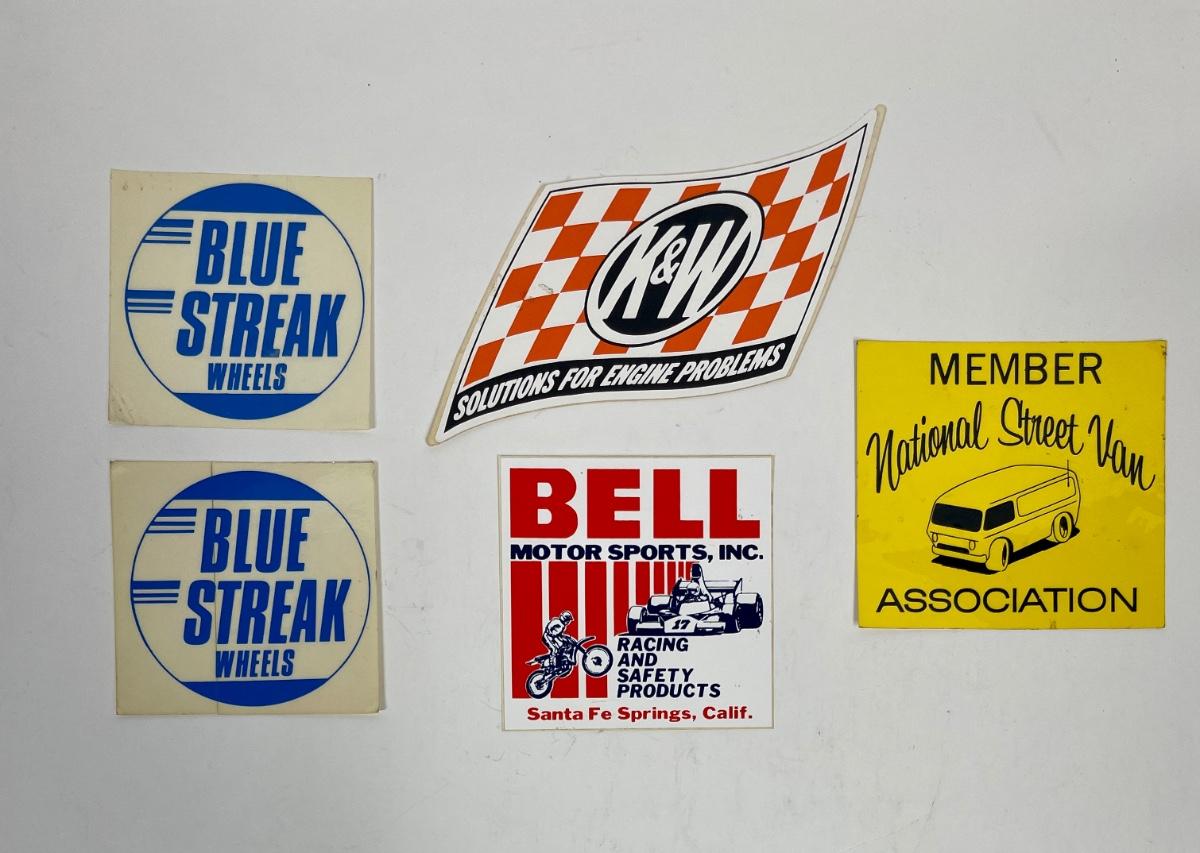 BLUE
STREAK
WHEELS
K&W
SOLUTIONS FOR ENGINE PROBLEMS
MEMBER
National Street Van
ASSOCIATION
BLUE
STREAK
WHEELS
BELL
MOTOR SPORTS, INC.
17
RACING
AND
SAFETY
PRODUCTS
Santa Fe Springs, Calif.